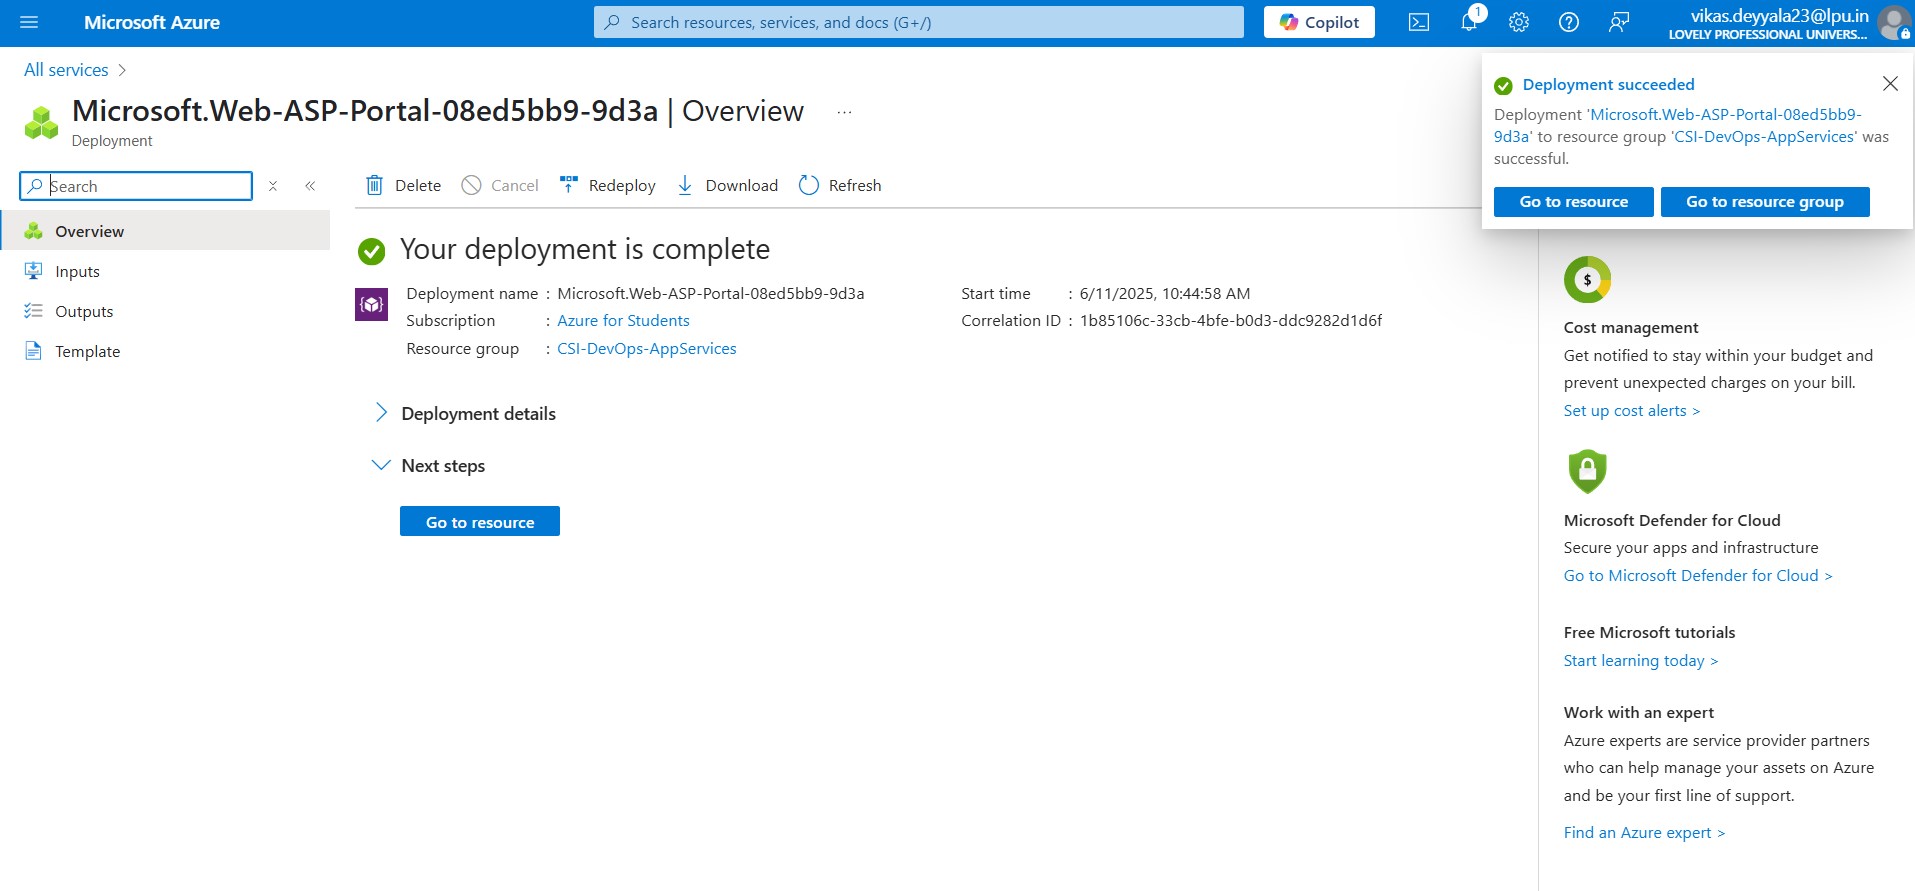 Microsoft Azure
Search resources, services, and docs (G+/)
Copilot
1
vikas.deyyala23@lpu.in
LOVELY PROFESSIONAL UNIVERS...
All services
Microsoft.Web-ASP-Portal-08ed5bb9-9d3a | Overview ...
Deployment
Deployment succeeded
Deployment 'Microsoft.Web-ASP-Portal-08ed5bb9-
9d3a' to resource group 'CSI-DevOps-AppServices' was
successful.
Go to resource
Go to resource group
Search
Overview
Inputs
Outputs
Template
Delete
Cancel
Redeploy
Download
Refresh
Your deployment is complete
Deployment name : Microsoft.Web-ASP-Portal-08ed5bb9-9d3a
Subscription : Azure for Students
Resource group : CSI-DevOps-AppServices
Start time : 6/11/2025, 10:44:58 AM
Correlation ID : 1b85106c-33cb-4bfe-b0d3-ddc9282d1d6f
Deployment details
Next steps
Go to resource
$
Cost management
Get notified to stay within your budget and
prevent unexpected charges on your bill.
Set up cost alerts >
Microsoft Defender for Cloud
Secure your apps and infrastructure
Go to Microsoft Defender for Cloud >
Free Microsoft tutorials
Start learning today >
Work with an expert
Azure experts are service provider partners
who can help manage your assets on Azure
and be your first line of support.
Find an Azure expert >